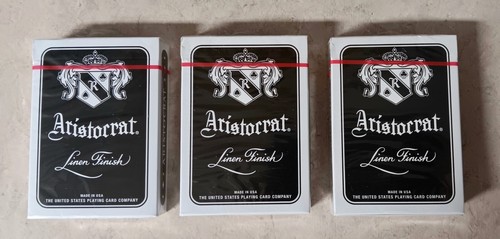 R
Aristocrat®
Linen Finish
MADE IN USA
THE UNITED STATES PLAYING CARD COMPANY
R
Aristocrat®
Linen Finish
MADE IN USA
THE UNITED STATES PLAYING CARD COMPANY
R
Aristocrat®
Linen Finish
MADE IN USA
THE UNITED STATES PLAYING CARD COMPANY